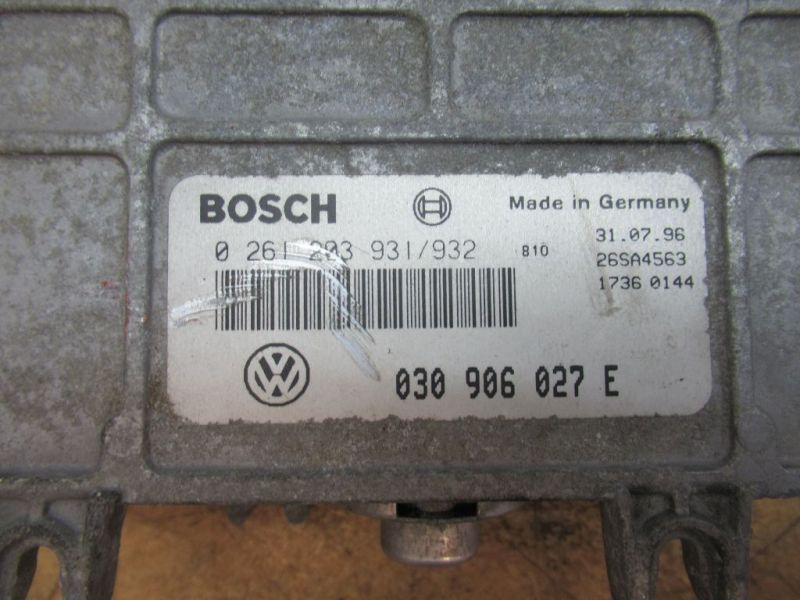 BOSCH
Made in Germany
0 261 203 931/932
810
31.07.96
26SA4563
1736 0144
030 906 027 E